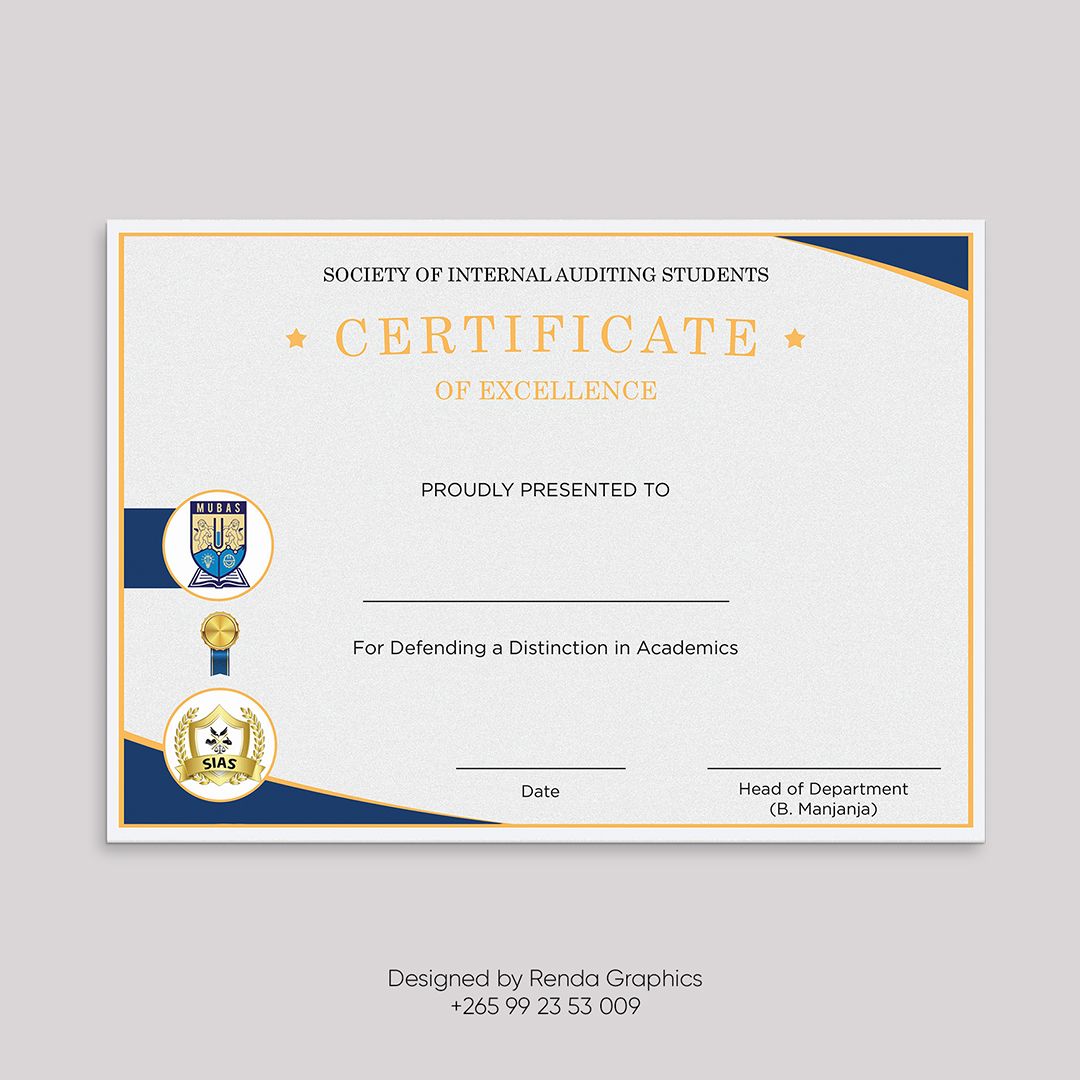 SOCIETY OF INTERNAL AUDITING STUDENTS
CERTIFICATE
OF EXCELLENCE
PROUDLY PRESENTED TO
MUBAS
For Defending a Distinction in Academics
SIAS
Date
Head of Department
(B. Manjanja)
Designed by Renda Graphics
+265 99 23 53 009